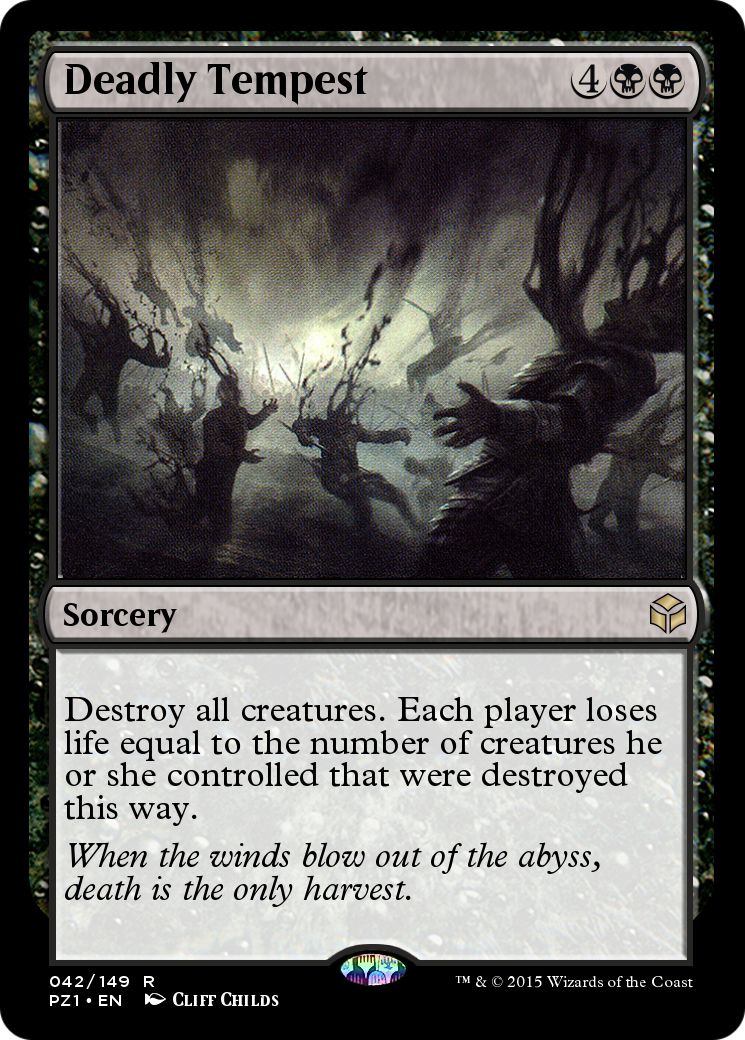 Deadly Tempest 4
Sorcery
Destroy all creatures. Each player loses
life equal to the number of creatures he
or she controlled that were destroyed
this way.
When the winds blow out of the abyss,
death is the only harvest.
042/149 R
PZ1 • EN CLIFF CHILDS
™ & © 2015 Wizards of the Coast